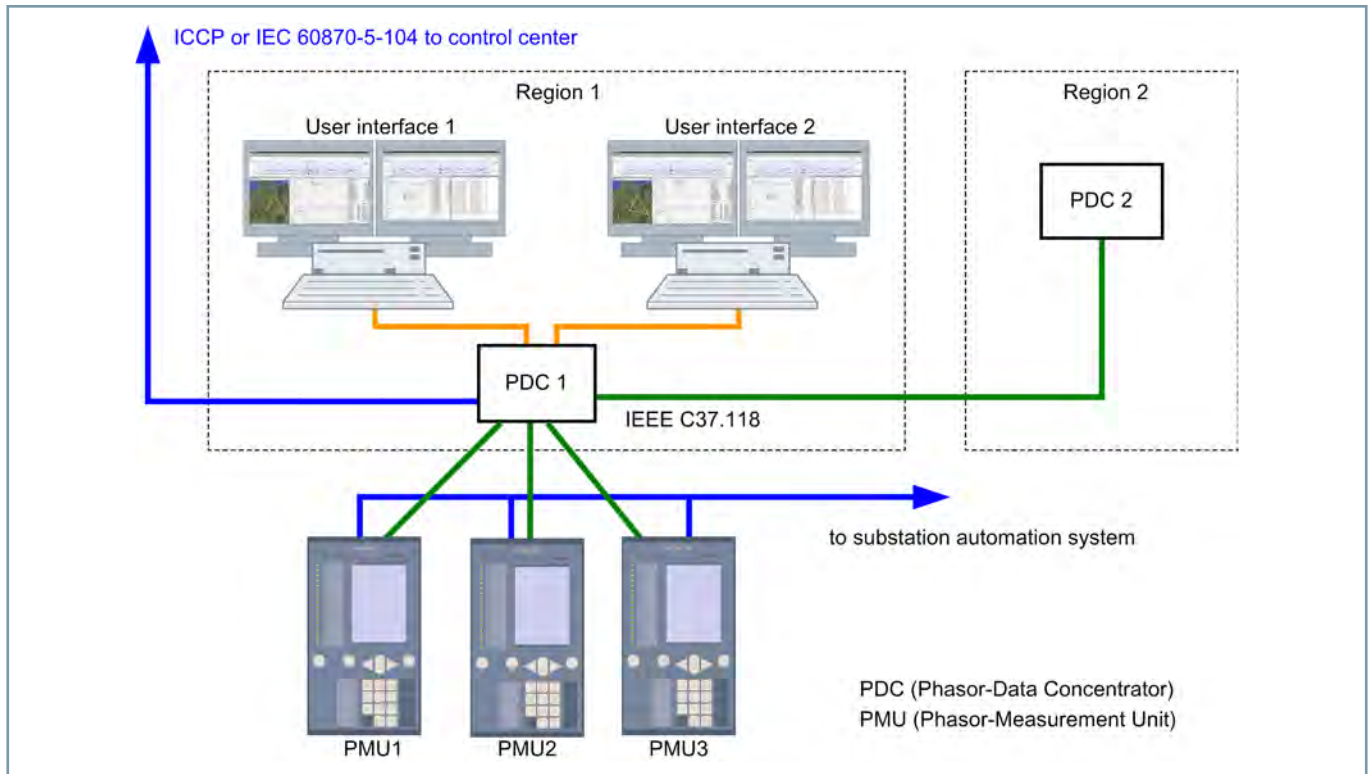 ICCP or IEC 60870-5-104 to control center
Region 1
Region 2
User interface 1
User interface 2
PDC 2
PDC 1
IEEE C37.118
to substation automation system
PDC (Phasor-Data Concentrator)
PMU (Phasor-Measurement Unit)
PMU1
PMU2
PMU3